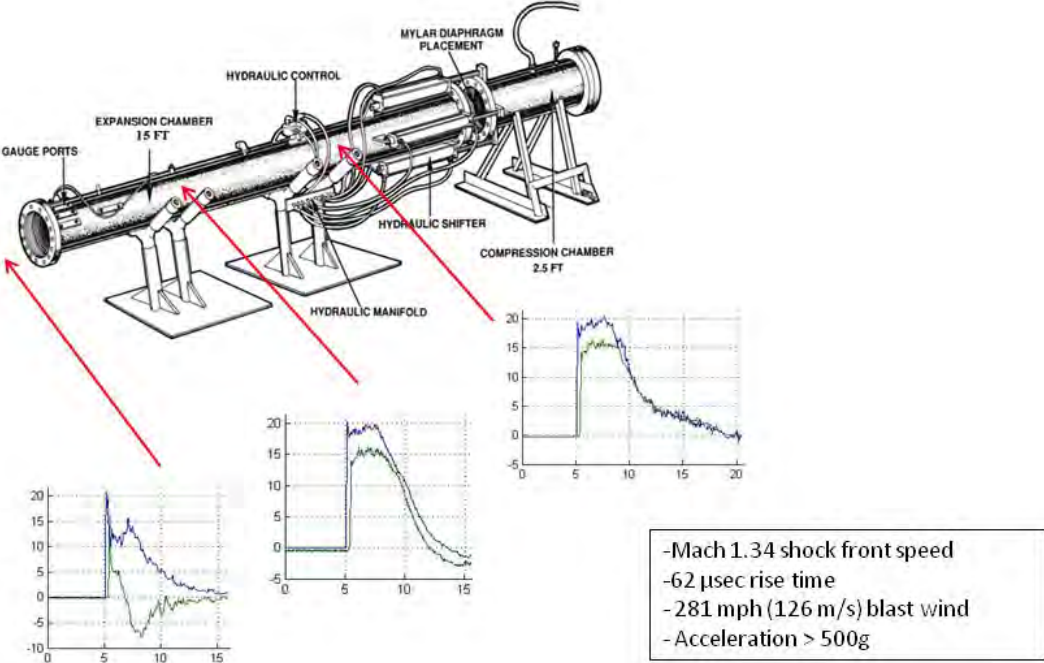 MYLAR DIAPHRAGM
PLACEMENT
HYDRAULIC CONTROL
EXPANSION CHAMBER
15 FT
GAUGE PORTS
HYDRAULIC SHIFTER
COMPRESSION CHAMBER
2.5 FT
HYDRAULIC MANIFOLD
20
15
10
5
0
-5
0 5 10 15 20
20
15
10
5
0
-5
0 5 10 15
20
15
10
5
0
-5
-10
0 5 10 15
-Mach 1.34 shock front speed
-62 μsec rise time
-281 mph (126 m/s) blast wind
- Acceleration > 500g